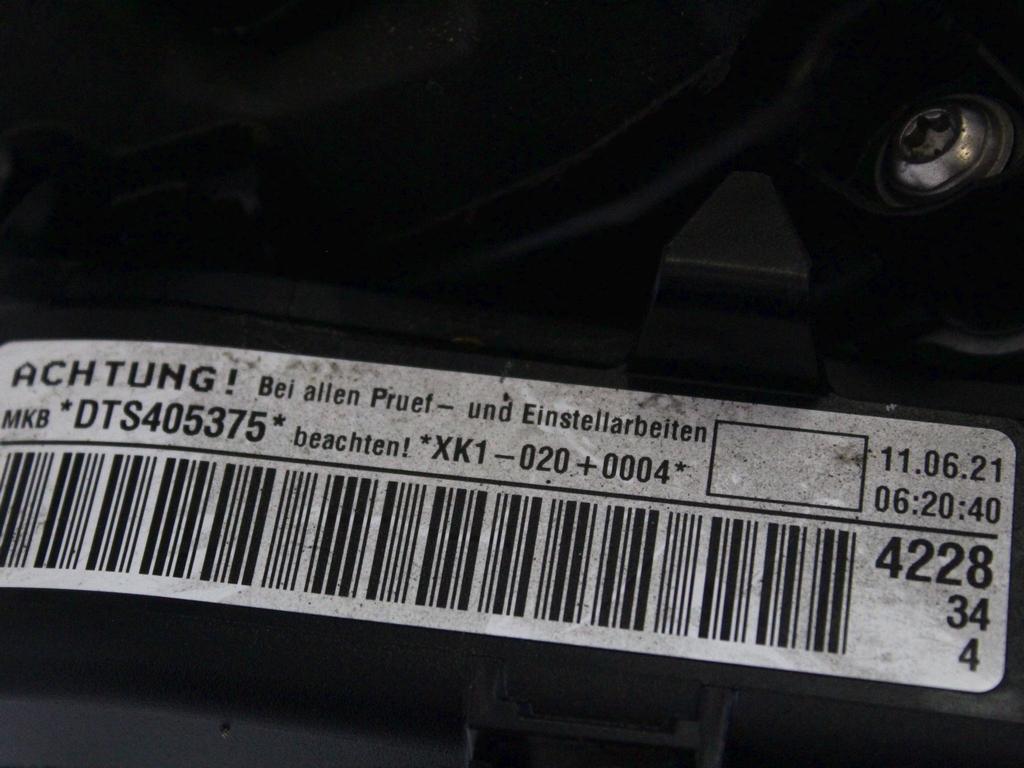 ACHTUNG! Bei allen Pruef- und Einstellarbeiten
MKB *DTS405375* beachten! *XK1-020+0004*
11.06.21
06:20:40
4228
34
4